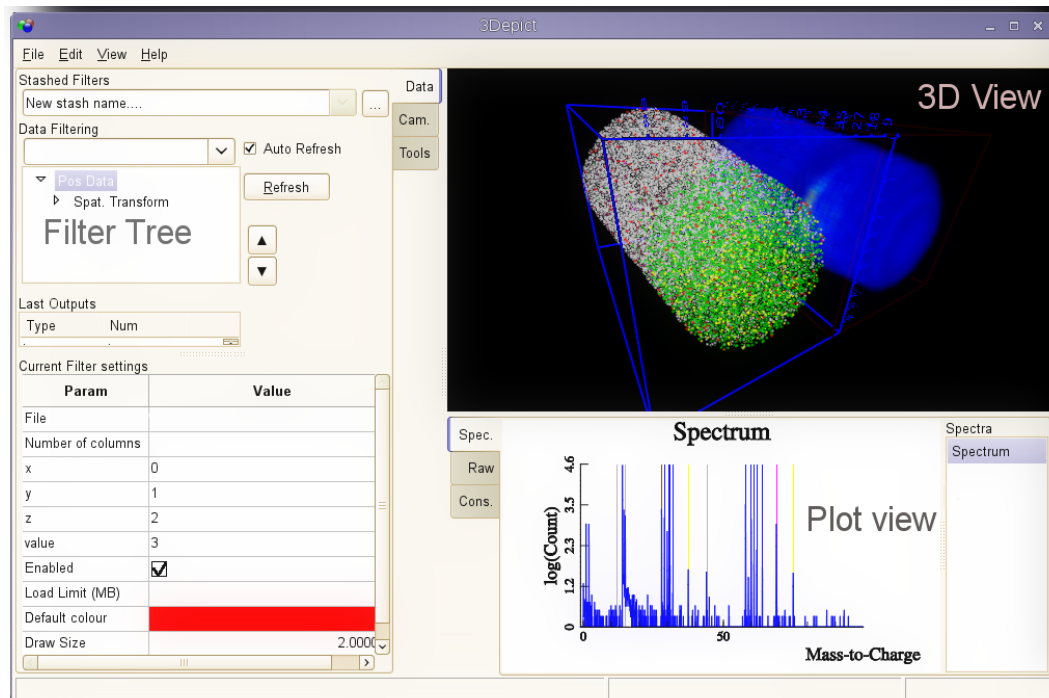 3Depict
File Edit View Help
Stashed Filters
New stash name....
...
Data Filtering
Auto Refresh
Pos Data
Spat. Transform
Refresh
Filter Tree
Last Outputs
Type Num
Data
Cam.
Tools
Current Filter settings
Param Value
File
Number of columns
x 0
y 1
z 2
value 3
Enabled
Load Limit (MB)
Default colour
Draw Size 2.0000
3D View
Spec.
Raw
Cons.
Spectrum
log(Count)
4.6
3.5
2.3
1.2
0
0 50
Mass-to-Charge
Plot view
Spectra
Spectrum